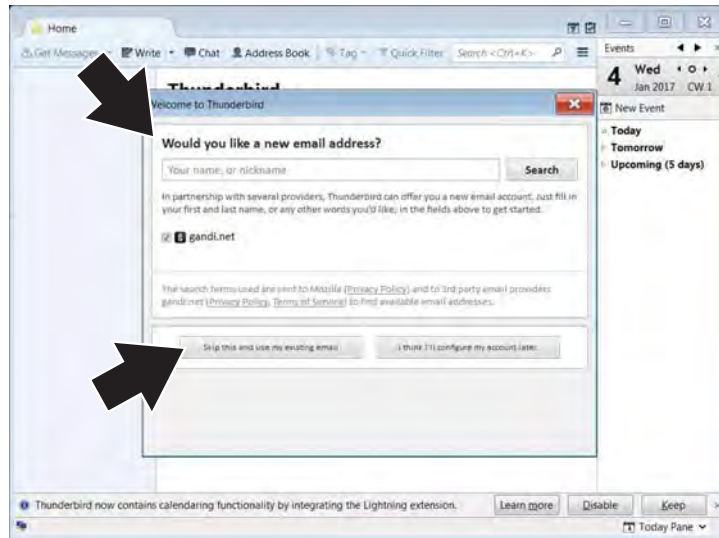 Home
Get Messages Write Chat Address Book Tag Quick Filter Search <Ctrl+K>
Events
4 Wed
Jan 2017 CW 1
New Event
Today
Tomorrow
Upcoming (5 days)
Thunderbird
Welcome to Thunderbird
Would you like a new email address?
Your name, or nickname Search
In partnership with several providers, Thunderbird can offer you a new email account. Just fill in
your first and last name, or any other words you'd like, in the fields above to get started.
gandi.net
The search terms used are sent to Mozilla (Privacy Policy) and to 3rd party email providers
gandi.net (Privacy Policy, Terms of Service) to find available email addresses.
Skip this and use my existing email I think I'll configure my account later.
Thunderbird now contains calendaring functionality by integrating the Lightning extension. Learn more Disable Keep
Today Pane